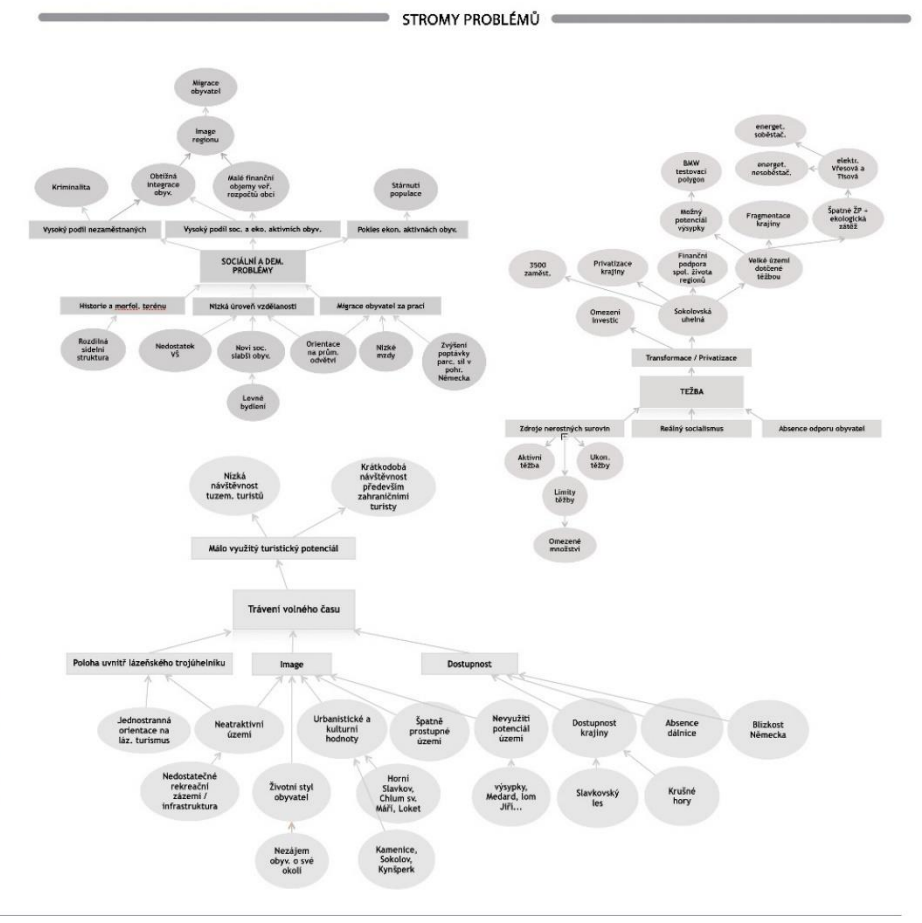 STROMY PROBLÉMŮ
Migrace
obyvatel
Image
regionu
Kriminalita
Obtížná
integrace
obyv.
Malé finanční
objemy veř.
rozpočtů obcí
Stárnutí
populace
Vysoký podíl nezaměstnaných
Vysoký podíl soc. a eko. aktivních obyv.
Pokles ekon. aktivnách obyv.
SOCIÁLNÍ A DEM.
PROBLÉMY
Historie a morfol. terénu
Nízká úroveň vzdělanosti
Migrace obyvatel za prací
Rozdílná
sídelní
struktura
Nedostatek
VŠ
Noví soc.
slabší obyv.
Orientace
na prům.
odvětví
Nízké
mzdy
Zvýšení
poptávky
parc. sil v
pohr.
Německa
Levné
bydlení
energet.
soběstač.
BMW
testovací
polygon
energet.
nesoběstač.
elektr.
Vřesová a
Tisová
Možný
potenciál
výsypky
Fragmentace
krajiny
Špatné ŽP +
ekologická
zátěž
3500
zaměst.
Privatizace
krajiny
Finanční
podpora
spol. života
regionů
Velké území
dotčené
těžbou
Omezení
investic
Sokolovská
uhelná
Transformace / Privatizace
TEŽBA
Zdroje nerostných surovin
Reálný socialismus
Absence odporu obyvatel
Aktivní
těžba
Ukon.
těžby
Limity
těžby
Omezené
množství
Nízká
návštěvnost
tuzem. turistů
Krátkodobá
návštěvnost
především
zahraničními
turisty
Málo využitý turistický potenciál
Trávení volného času
Poloha uvnitř lázeňského trojúhelníku
Image
Dostupnost
Jednostranná
orientace na
láz. turismus
Neatraktivní
území
Urbanistické a
kulturní
hodnoty
Špatně
prostupné
území
Nevyužití
potenciál
území
Dostupnost
krajiny
Absence
dálnice
Blízkost
Německa
Nedostatečné
rekreační
zázemí /
infrastruktura
Životní styl
obyvatel
Horní
Slavkov,
Chlum sv.
Máří, Loket
výsypky,
Medard, lom
Jiří...
Slavkovský
les
Krušné
hory
Nezájem
obyv. o své
okolí
Kamenice,
Sokolov,
Kynšperk